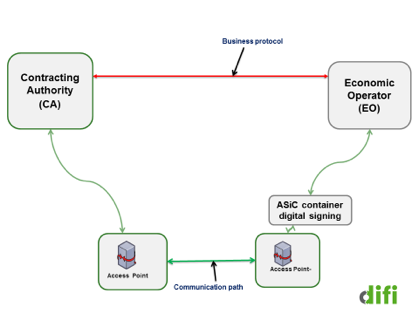 Business protocol
Contracting
Authority
(CA)
Economic
Operator
(EO)
ASiC container
digital signing
Access Point
Access Point-
Communication path
difi